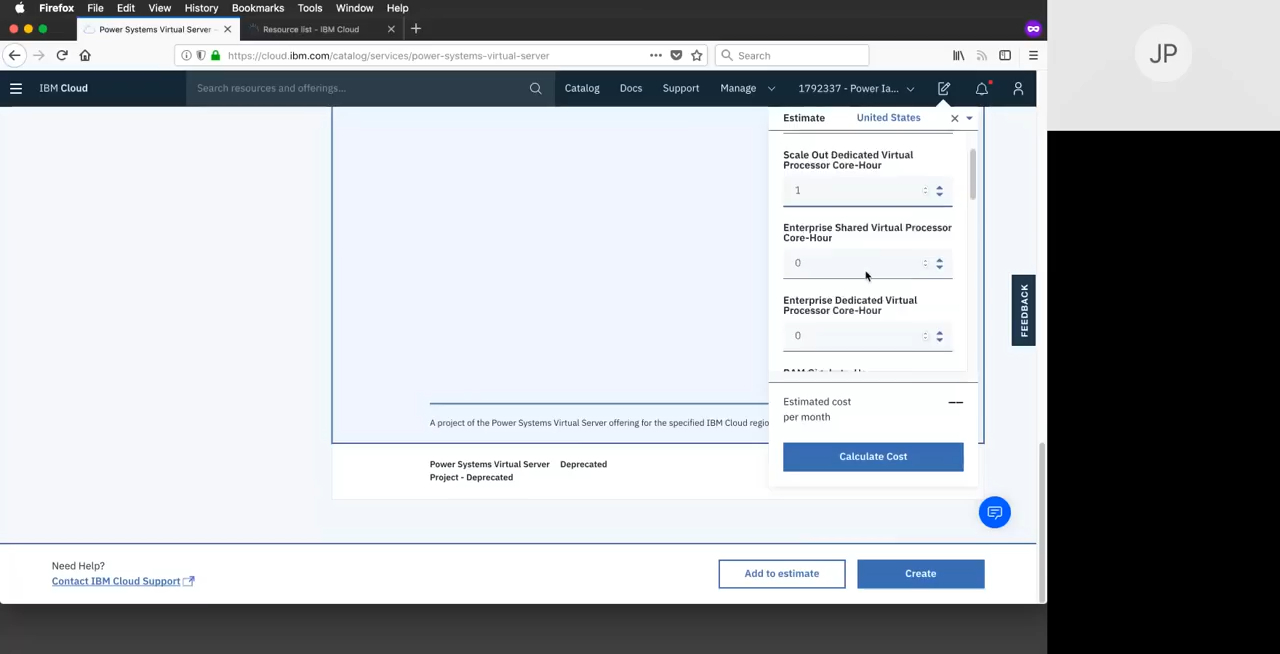 Firefox File Edit View History Bookmarks Tools Window Help
Power Systems Virtual Server - Resource list - IBM Cloud
https://cloud.ibm.com/catalog/services/power-systems-virtual-server Search
IBM Cloud Search resources and offerings... Catalog Docs Support Manage 1792337 - Power Ia...
JP
Estimate United States
Scale Out Dedicated Virtual
Processor Core-Hour
1
Enterprise Shared Virtual Processor
Core-Hour
0
Enterprise Dedicated Virtual
Processor Core-Hour
0
Estimated cost
per month
--
Calculate Cost
A project of the Power Systems Virtual Server offering for the specified IBM Cloud regio
Power Systems Virtual Server Deprecated
Project - Deprecated
FEEDBACK
Need Help?
Contact IBM Cloud Support
Add to estimate Create